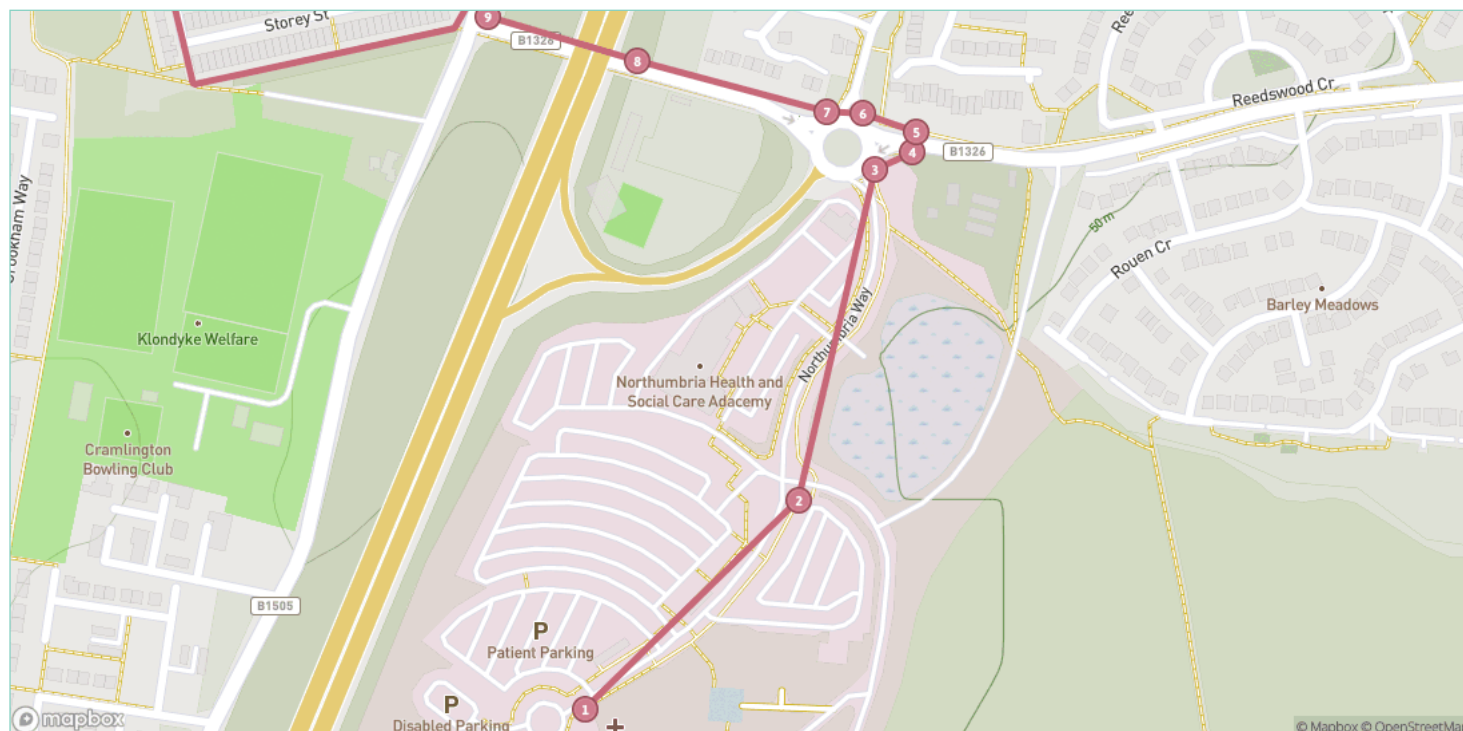 Storey St
9
B1326
8
7
6
5
4
3
B1326
Reedswood Cr
50 m
Rouen Cr
Barley Meadows
Klondyke Welfare
Northumbria Way
Northumbria Health and
Social Care Adacemy
Cramlington
Bowling Club
2
B1505
P
Patient Parking
P
Disabled Parking
1
mapbox
© Mapbox © OpenStreetMap